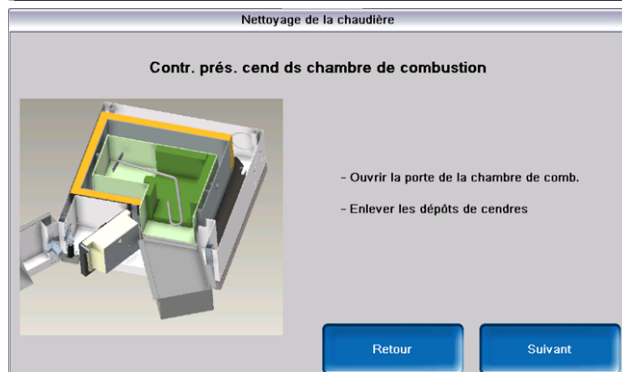 Nettoyage de la chaudière
Contr. prés. cend ds chambre de combustion
- Ouvrir la porte de la chambre de comb.
- Enlever les dépôts de cendres
Retour
Suivant